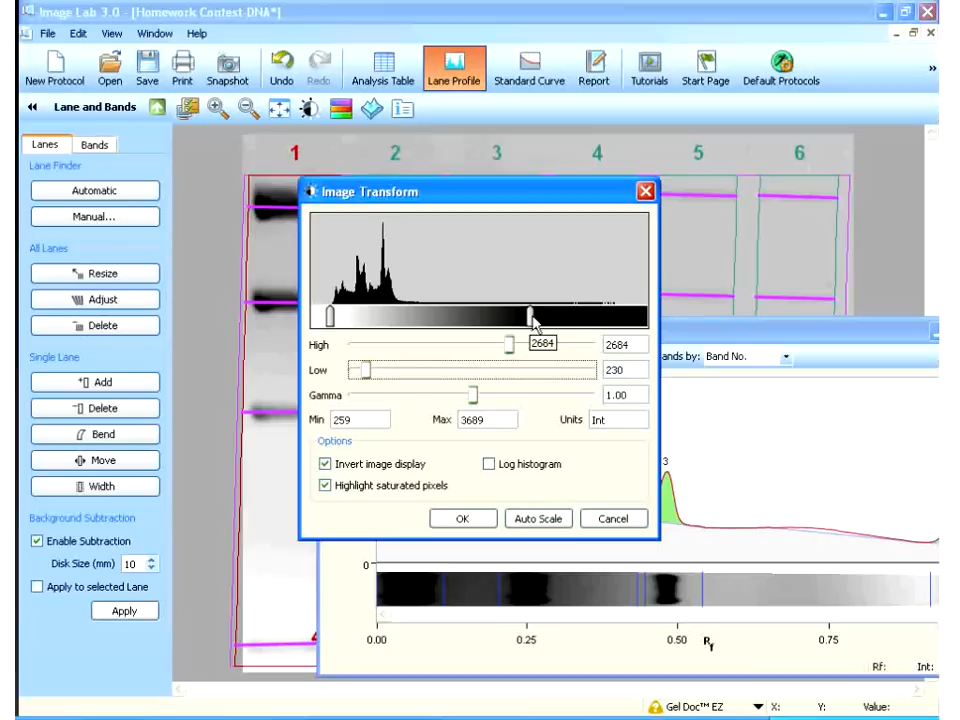 Image Lab 3.0 - [Homework Contest-DNA*]
File Edit View Window Help
New Protocol Open Save Print Snapshot Undo Redo Analysis Table Lane Profile Standard Curve Report Tutorials Start Page Default Protocols »
Lane and Bands
Lanes Bands
Lane Finder
Automatic
Manual...
All Lanes
Resize
Adjust
Delete
Single Lane
Add
Delete
Bend
Move
Width
Background Subtraction
Enable Subtraction
Disk Size (mm) 10
Apply to selected Lane
Apply
1 2 3 4 5 6
Image Transform
High 2684 2684
Low 230
Gamma 1.00
Min 259 Max 3689 Units Int
Options
Invert image display Log histogram
Highlight saturated pixels
OK Auto Scale Cancel
ands by: Band No.
3
0
0.00 0.25 0.50 Rf 0.75
Rf: Int:
Gel Doc™ EZ X: Y: Value: